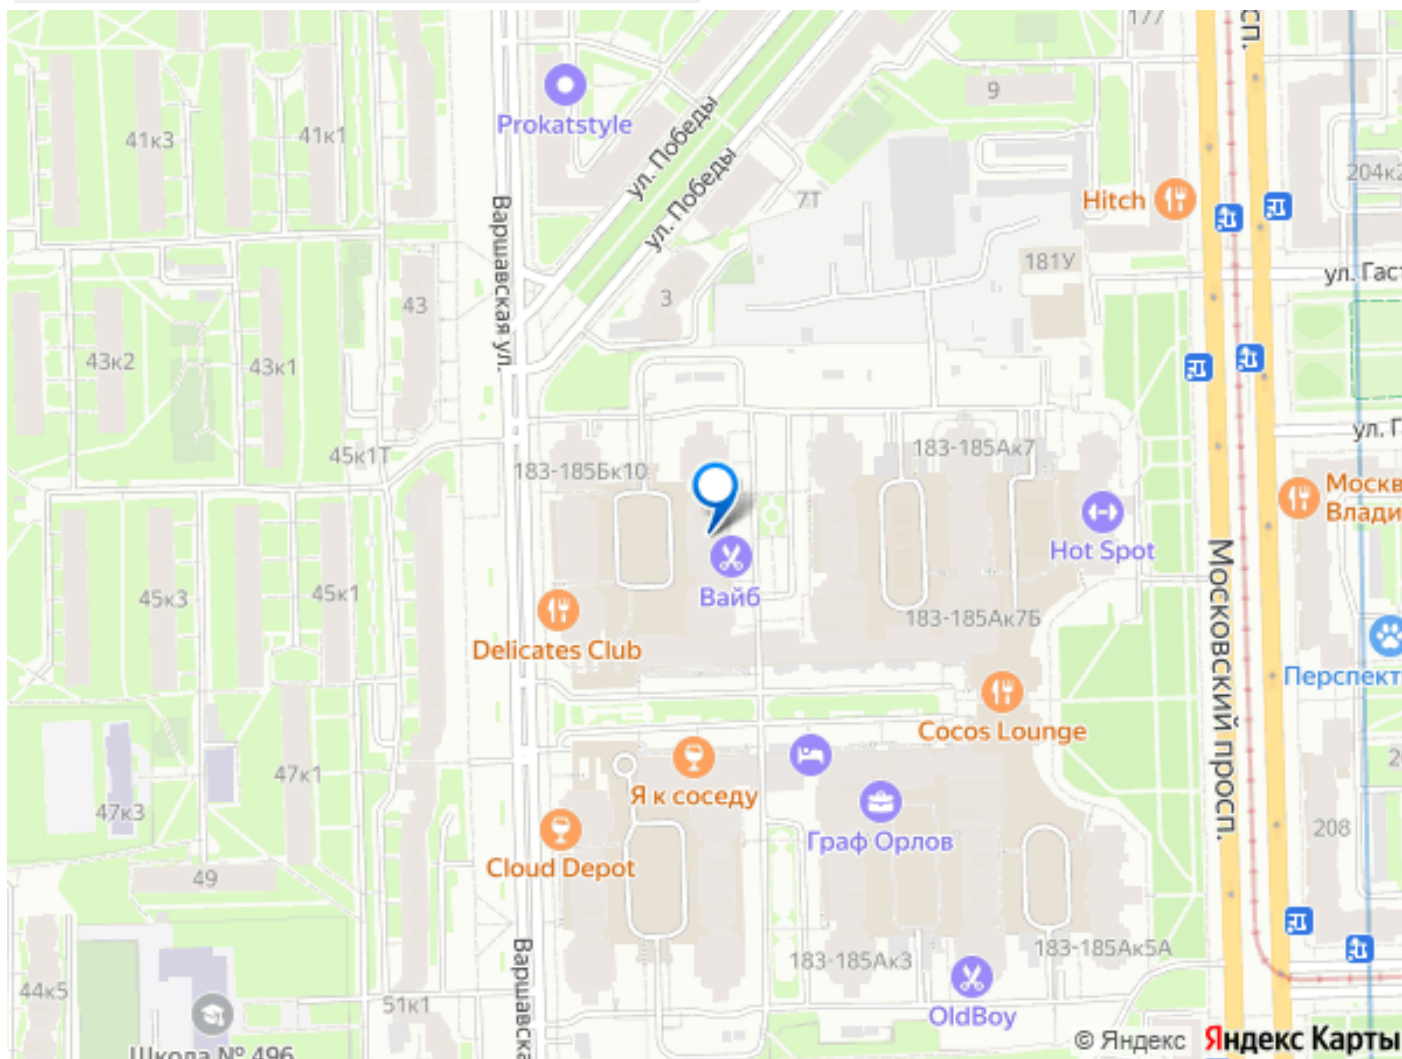 177
сп.
9
41к3
41к1
Prokatstyle
ул. Победы
ул. Победы
7Т
204к2
Hitch
Варшавская ул.
181У
ул. Гаст
43
3
43к2
43к1
ул. Г
45к1Т
183-185Бк10
183-185Ак7
Москв
Влади
Hot Spot
Вайб
45к3
45к1
183-185Ак7Б
Московский просп.
Delicates Club
Перспект
Cocos Lounge
47к1
20
Я к соседу
47к3
Граф Орлов
208
Cloud Depot
49
Варшавска
183-185Ак3
183-185Ак5А
44к5
51к1
OldBoy
Школа № 496
© Яндекс Яндекс Карты